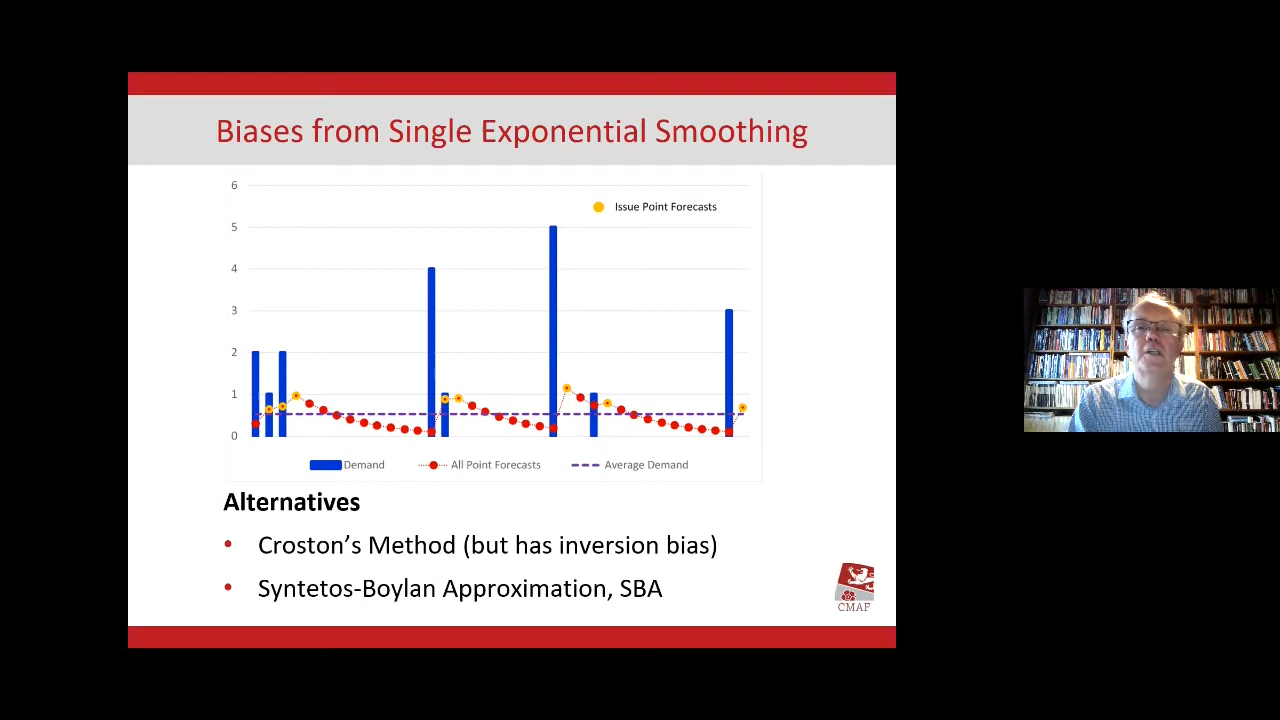 Biases from Single Exponential Smoothing
6
5
4
3
2
1
0
Issue Point Forecasts
Demand
All Point Forecasts
Average Demand
Alternatives
• Croston’s Method (but has inversion bias)
• Syntetos-Boylan Approximation, SBA
CMAF